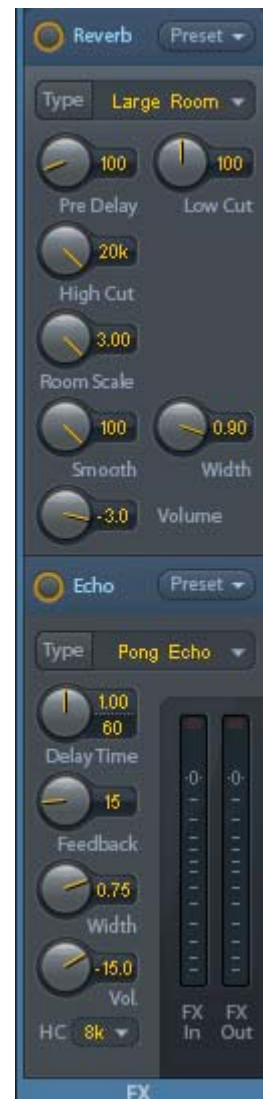 Reverb Preset
Type Large Room
100 100
Pre Delay Low Cut
20k
High Cut
3.00
Room Scale
100 0.90
Smooth Width
-3.0 Volume
Echo Preset
Type Pong Echo
1.00
60
Delay Time
-0- -0-
15
Feedback
0.75
Width
-15.0
Vol.
FX FX
HC 8k In Out
FX